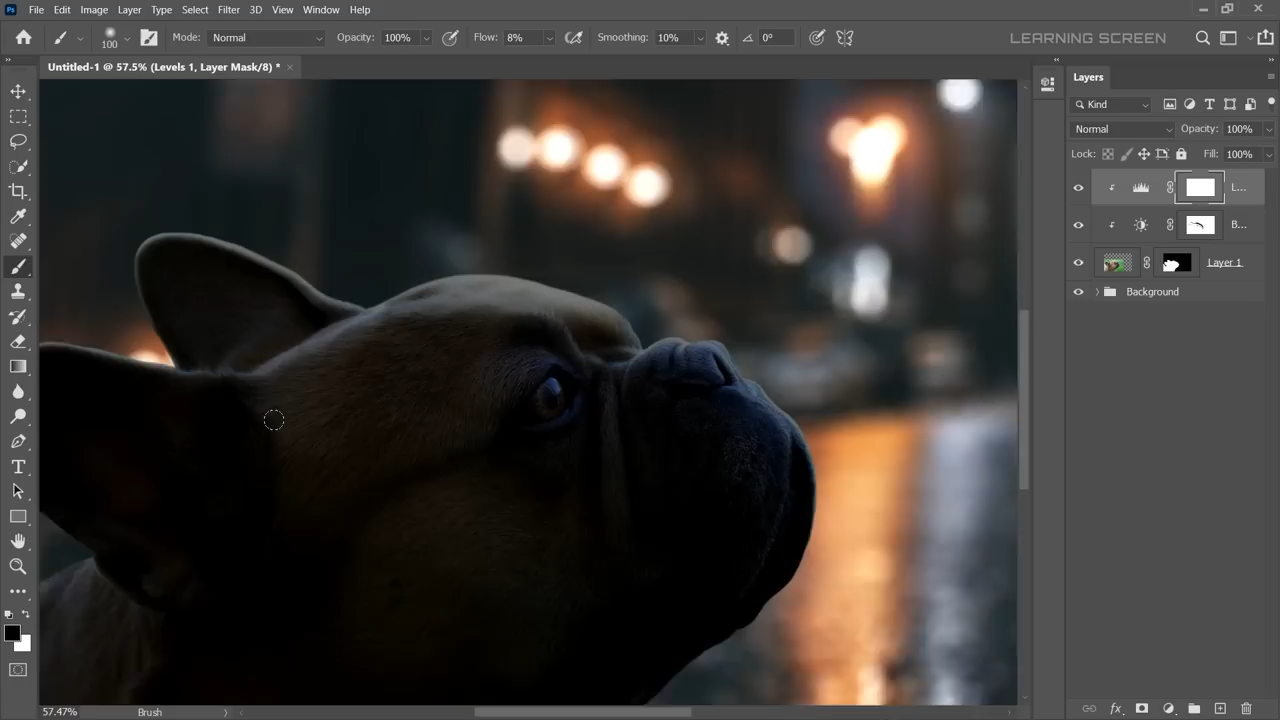 Ps File Edit Image Layer Type Select Filter 3D View Window Help
100 Mode: Normal Opacity: 100% Flow: 8% Smoothing: 10% 0° LEARNING SCREEN
Untitled-1 @ 57.5% (Levels 1, Layer Mask/8) *
Layers
Kind
Normal Opacity: 100%
Lock: Fill: 100%
L...
B...
Layer 1
Background
57.47% Brush